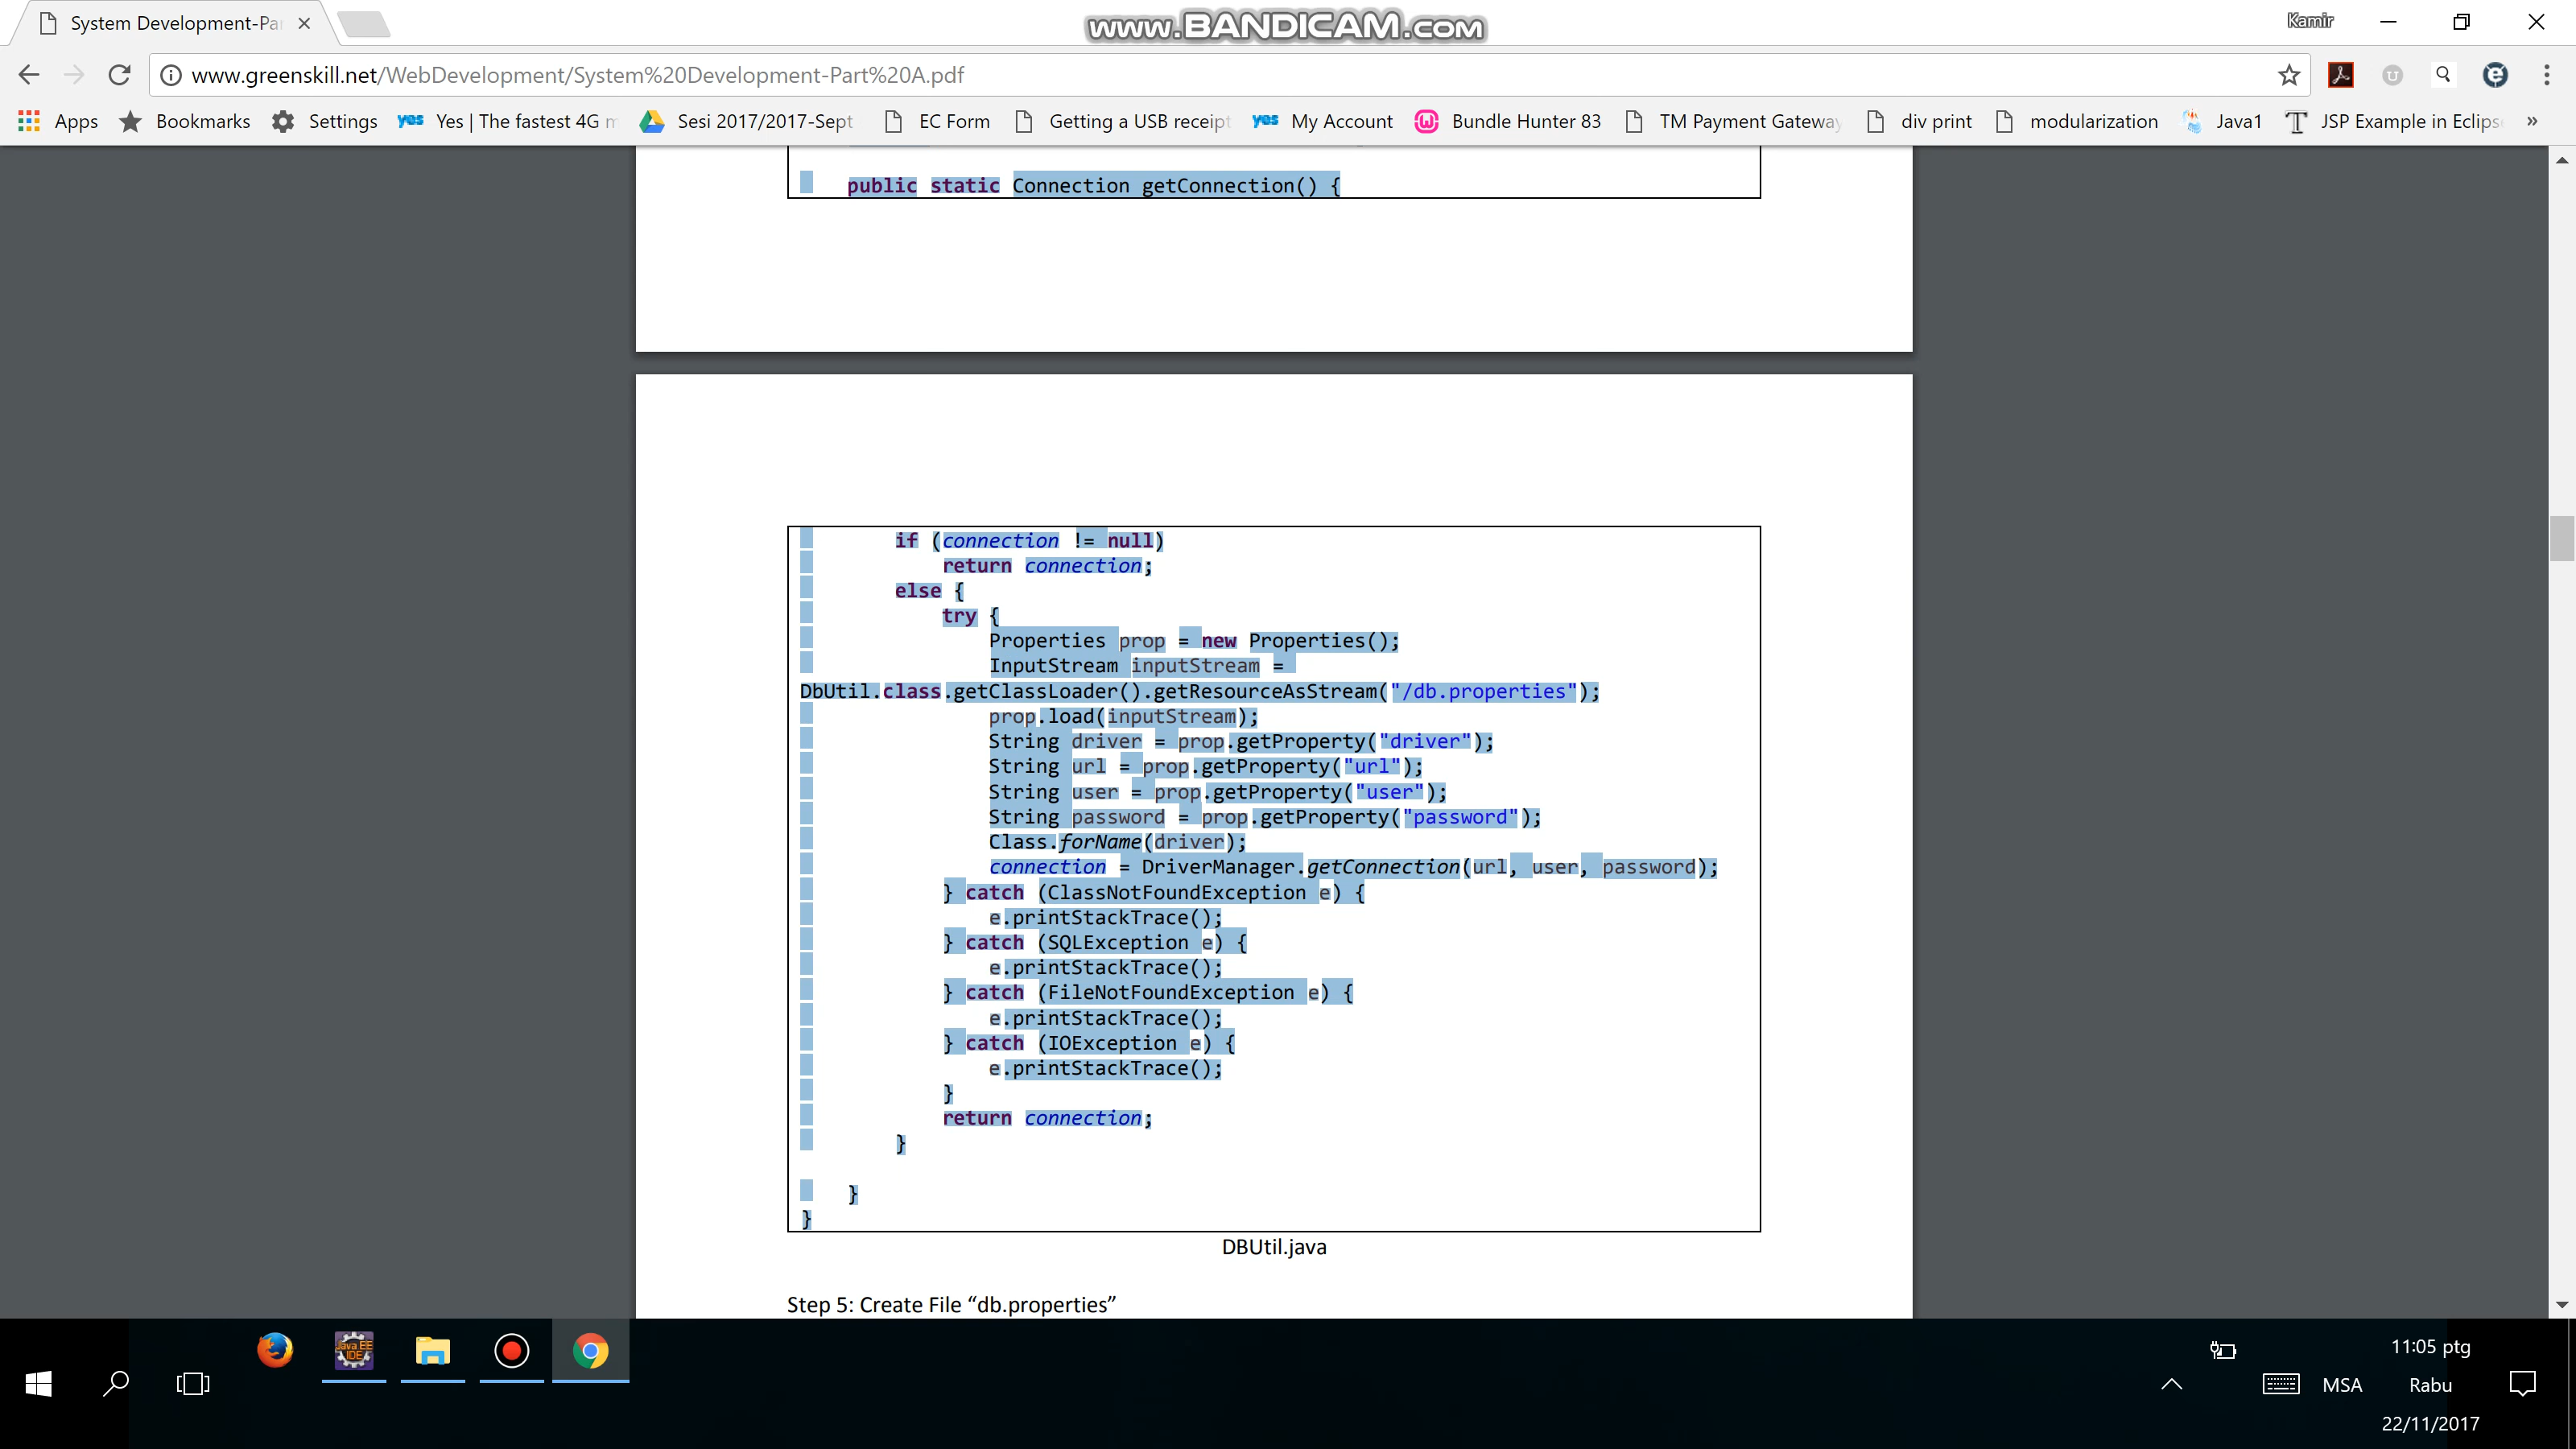 System Development-Pa
www.BANDICAM.com
Kamir
www.greenskill.net/WebDevelopment/System%20Development-Part%20A.pdf
Apps Bookmarks Settings yes Yes | The fastest 4G m Sesi 2017/2017-Sept EC Form Getting a USB receipt yes My Account Bundle Hunter 83 TM Payment Gateway div print modularization Java1 JSP Example in Eclips »
public static Connection getConnection() {
if (connection != null)
return connection;
else {
try {
Properties prop = new Properties();
InputStream inputStream =
DbUtil.class.getClassLoader().getResourceAsStream("/db.properties");
prop.load(inputStream);
String driver = prop.getProperty("driver");
String url = prop.getProperty("url");
String user = prop.getProperty("user");
String password = prop.getProperty("password");
Class.forName(driver);
connection = DriverManager.getConnection(url, user, password);
} catch (ClassNotFoundException e) {
e.printStackTrace();
} catch (SQLException e) {
e.printStackTrace();
} catch (FileNotFoundException e) {
e.printStackTrace();
} catch (IOException e) {
e.printStackTrace();
}
return connection;
}
}
}
DBUtil.java
Step 5: Create File “db.properties”
Java EE
IDE
11:05 ptg
MSA
Rabu
22/11/2017